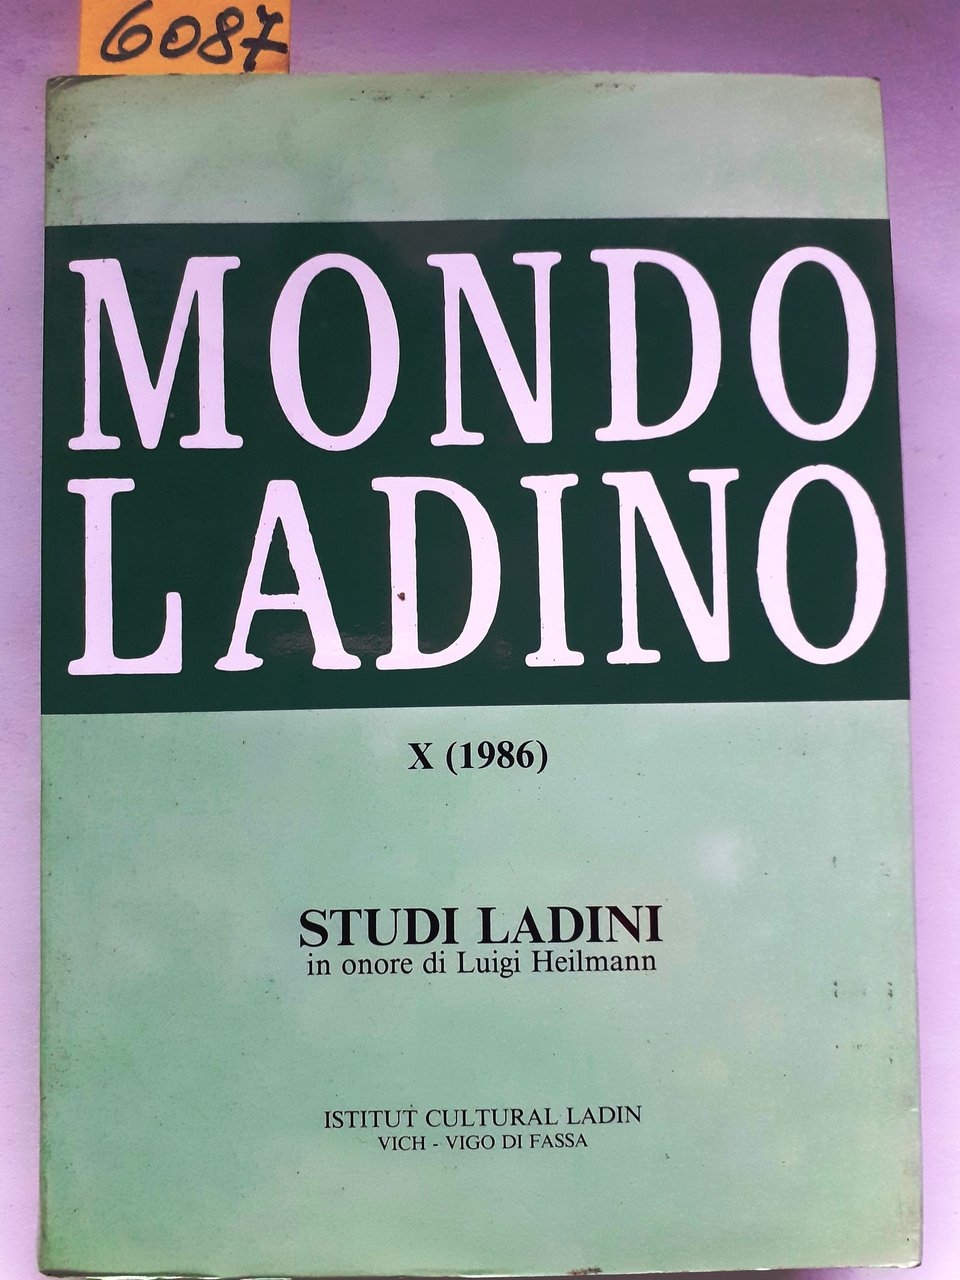 6087
MONDO
LADINO
X (1986)
STUDI LADINI
in onore di Luigi Heilmann
ISTITUT CULTURAL LADIN
VICH - VIGO DI FASSA